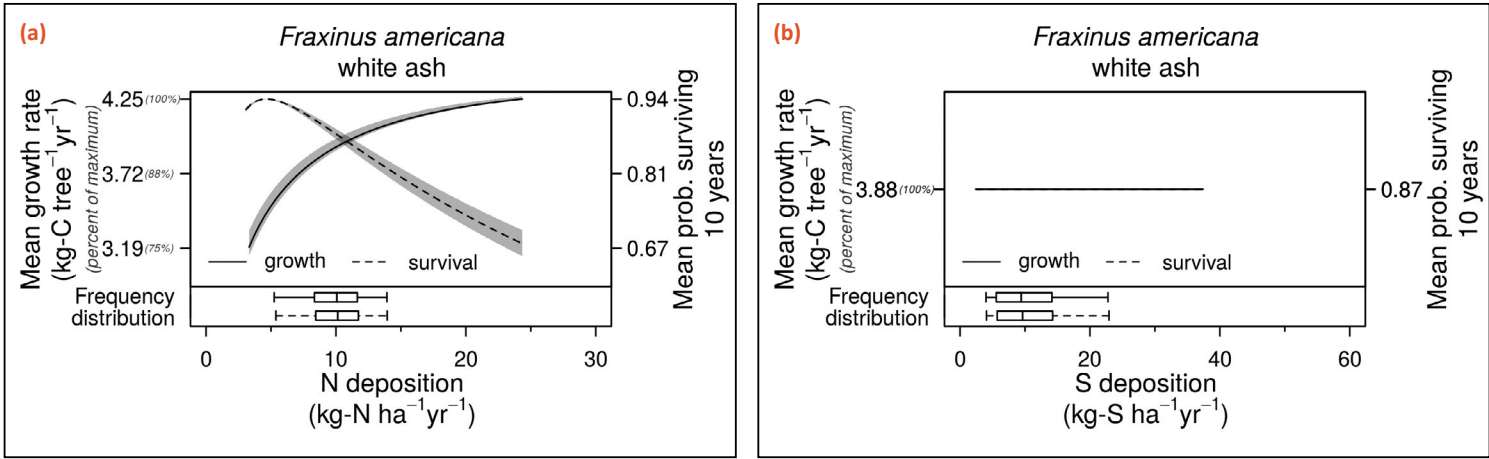 (a)
Fraxinus americana
white ash
Mean growth rate
(kg-C tree⁻¹yr⁻¹)
(percent of maximum)
4.25 (100%)
3.72 (88%)
3.19 (75%)
0.94
0.81
0.67
Mean prob. surviving
10 years
growth
survival
Frequency
distribution
0 10 20 30
N deposition
(kg-N ha⁻¹yr⁻¹)
(b)
Fraxinus americana
white ash
Mean growth rate
(kg-C tree⁻¹yr⁻¹)
(percent of maximum)
3.88 (100%)
0.87
Mean prob. surviving
10 years
growth
survival
Frequency
distribution
0 20 40 60
S deposition
(kg-S ha⁻¹yr⁻¹)